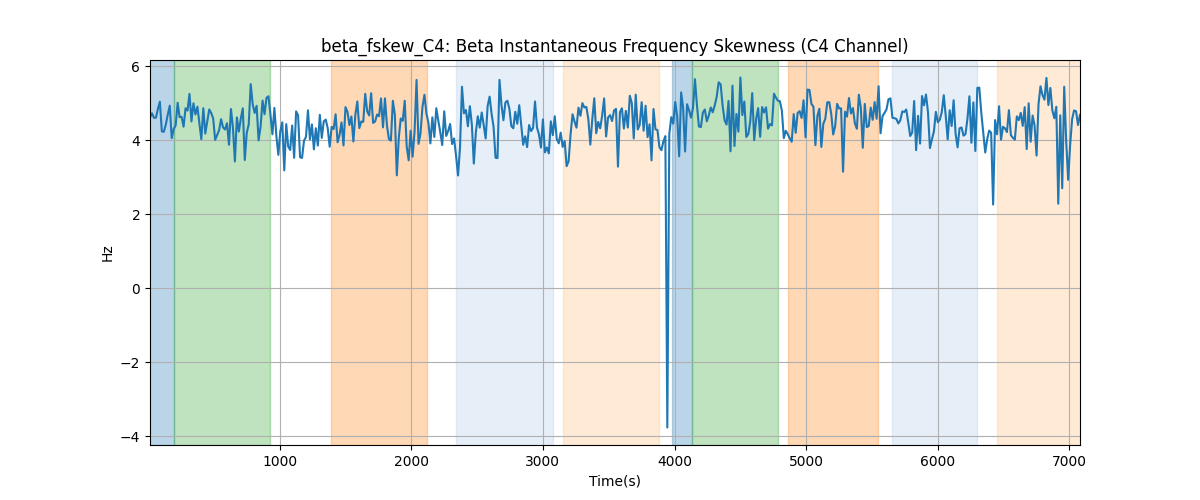 beta_fskew_C4: Beta Instantaneous Frequency Skewness (C4 Channel)
Hz
6
4
2
0
−2
−4
1000 2000 3000 4000 5000 6000 7000
Time(s)